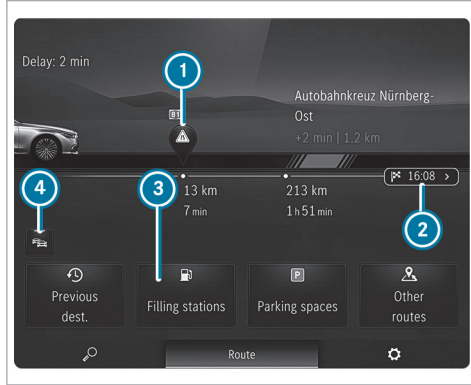 Delay: 2 min
1
Autobahnkreuz Nürnberg-
Ost
+2 min | 1.2 km
81
16:08 >
4
3
13 km
213 km
2
7 min
1 h 51 min
P
Previous
dest.
Filling stations
Parking spaces
Other
routes
Route